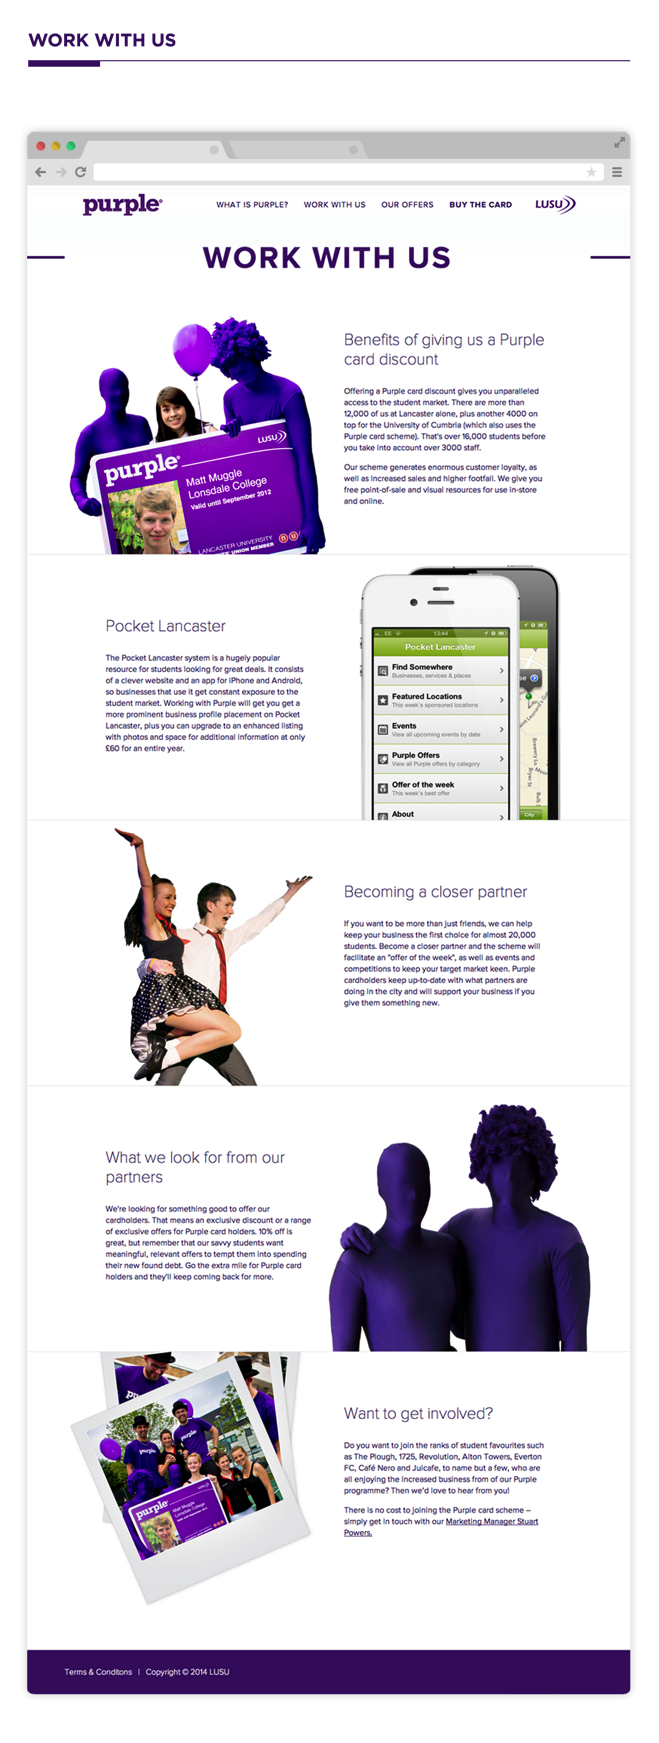 WORK WITH US
purple
WHAT IS PURPLE?
WORK WITH US
OUR OFFERS
BUY THE CARD
LUSU
WORK WITH US
LUSU
purple
Matt Muggle
Lonsdale College
Valid until September 2012
LANCASTER UNIVERSITY
UNION MEMBER
nu
Benefits of giving us a Purple
card discount
Offering a Purple card discount gives you unparalleled
access to the student market. There are more than
12,000 of us at Lancaster alone, plus another 4000 on
top for the University of Cumbria (which also uses the
Purple card scheme). That's over 16,000 students before
you take into account over 3000 staff.
Our scheme generates enormous customer loyalty, as
well as increased sales and higher footfall. We give you
free point-of-sale and visual resources for use in-store
and online.
Pocket Lancaster
The Pocket Lancaster system is a hugely popular
resource for students looking for great deals. It consists
of a clever website and an app for iPhone and Android,
so businesses that use it get constant exposure to the
student market. Working with Purple will get you get a
more prominent business profile placement on Pocket
Lancaster, plus you can upgrade to an enhanced listing
with photos and space for additional information at only
£60 for an entire year.
EE 13:44
Pocket Lancaster
Find Somewhere
Businesses, services & places
Featured Locations
This week's sponsored locations
Events
View all upcoming events by date
Purple Offers
View all Purple offers by category
Offer of the week
This week's best offer
About
City
Becoming a closer partner
If you want to be more than just friends, we can help
keep your business the first choice for almost 20,000
students. Become a closer partner and the scheme will
facilitate an "offer of the week", as well as events and
competitions to keep your target market keen. Purple
cardholders keep up-to-date with what partners are
doing in the city and will support your business if you
give them something new.
What we look for from our
partners
We're looking for something good to offer our
cardholders. That means an exclusive discount or a range
of exclusive offers for Purple card holders. 10% off is
great, but remember that our savvy students want
meaningful, relevant offers to tempt them into spending
their new found debt. Go the extra mile for Purple card
holders and they'll keep coming back for more.
purple
purple
Matt Muggle
Lonsdale College
Want to get involved?
Do you want to join the ranks of student favourites such
as The Plough, 1725, Revolution, Alton Towers, Everton
FC, Café Nero and Juicafe, to name but a few, who are
all enjoying the increased business from of our Purple
programme? Then we'd love to hear from you!
There is no cost to joining the Purple card scheme –
simply get in touch with our Marketing Manager Stuart
Powers.
Terms & Conditons | Copyright © 2014 LUSU